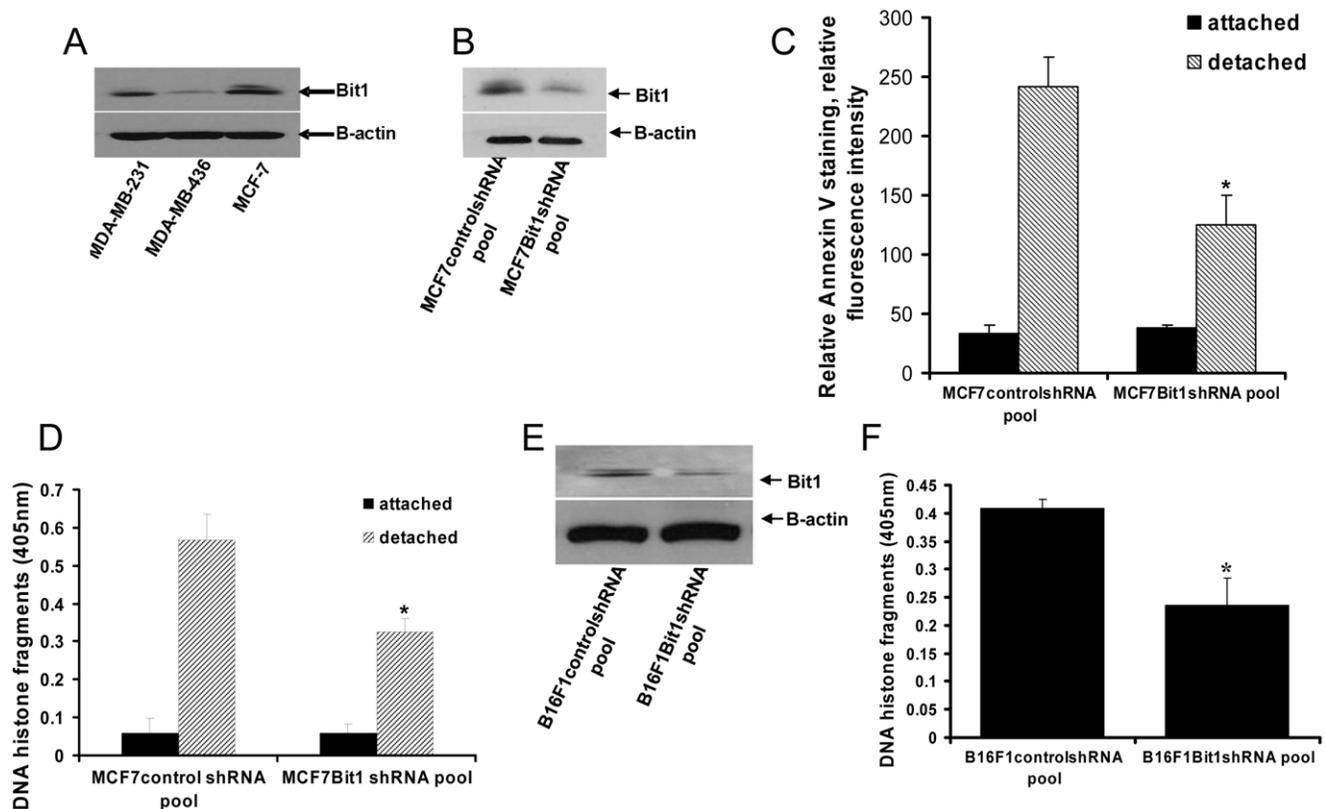 A
Bit1
B-actin
MDA-MB-231
MDA-MB-436
MCF-7
B
Bit1
B-actin
MCF7controlshRNA
pool
MCF7Bit1shRNA
pool
C
attached
detached
Relative Annexin V staining, relative
fluorescence intensity
300
250
200
150
100
50
0
*
MCF7controlshRNA
pool
MCF7Bit1shRNA pool
D
attached
detached
DNA histone fragments (405nm)
0.7
0.6
0.5
0.4
0.3
0.2
0.1
0
*
MCF7control shRNA
pool
MCF7Bit1 shRNA pool
E
Bit1
B-actin
B16F1controlshRNA
pool
B16F1Bit1shRNA
pool
F
DNA histone fragments (405nm)
0.45
0.4
0.35
0.3
0.25
0.2
0.15
0.1
0.05
0
*
B16F1controlshRNA
pool
B16F1Bit1shRNA pool